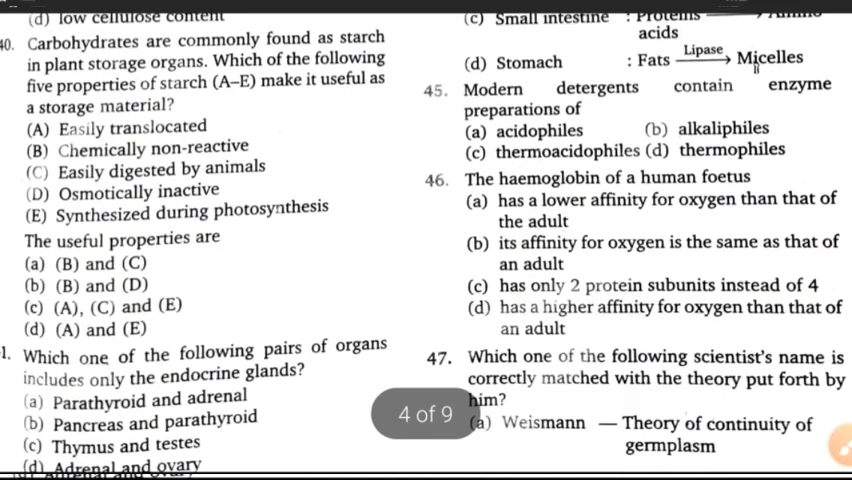 (d) low cellulose content
40. Carbohydrates are commonly found as starch
in plant storage organs. Which of the following
five properties of starch (A–E) make it useful as
a storage material?
(A) Easily translocated
(B) Chemically non-reactive
(C) Easily digested by animals
(D) Osmotically inactive
(E) Synthesized during photosynthesis
The useful properties are
(a) (B) and (C)
(b) (B) and (D)
(c) (A), (C) and (E)
(d) (A) and (E)
1. Which one of the following pairs of organs
includes only the endocrine glands?
(a) Parathyroid and adrenal
(b) Pancreas and parathyroid
(c) Thymus and testes
(d) Adrenal and ovary
(c) Small intestine : Proteins → Amino
acids
(d) Stomach : Fats Lipase → Micelles
45. Modern detergents contain enzyme
preparations of
(a) acidophiles (b) alkaliphiles
(c) thermoacidophiles (d) thermophiles
46. The haemoglobin of a human foetus
(a) has a lower affinity for oxygen than that of
the adult
(b) its affinity for oxygen is the same as that of
an adult
(c) has only 2 protein subunits instead of 4
(d) has a higher affinity for oxygen than that of
an adult
47. Which one of the following scientist's name is
correctly matched with the theory put forth by
him?
(a) Weismann — Theory of continuity of
germplasm
4 of 9